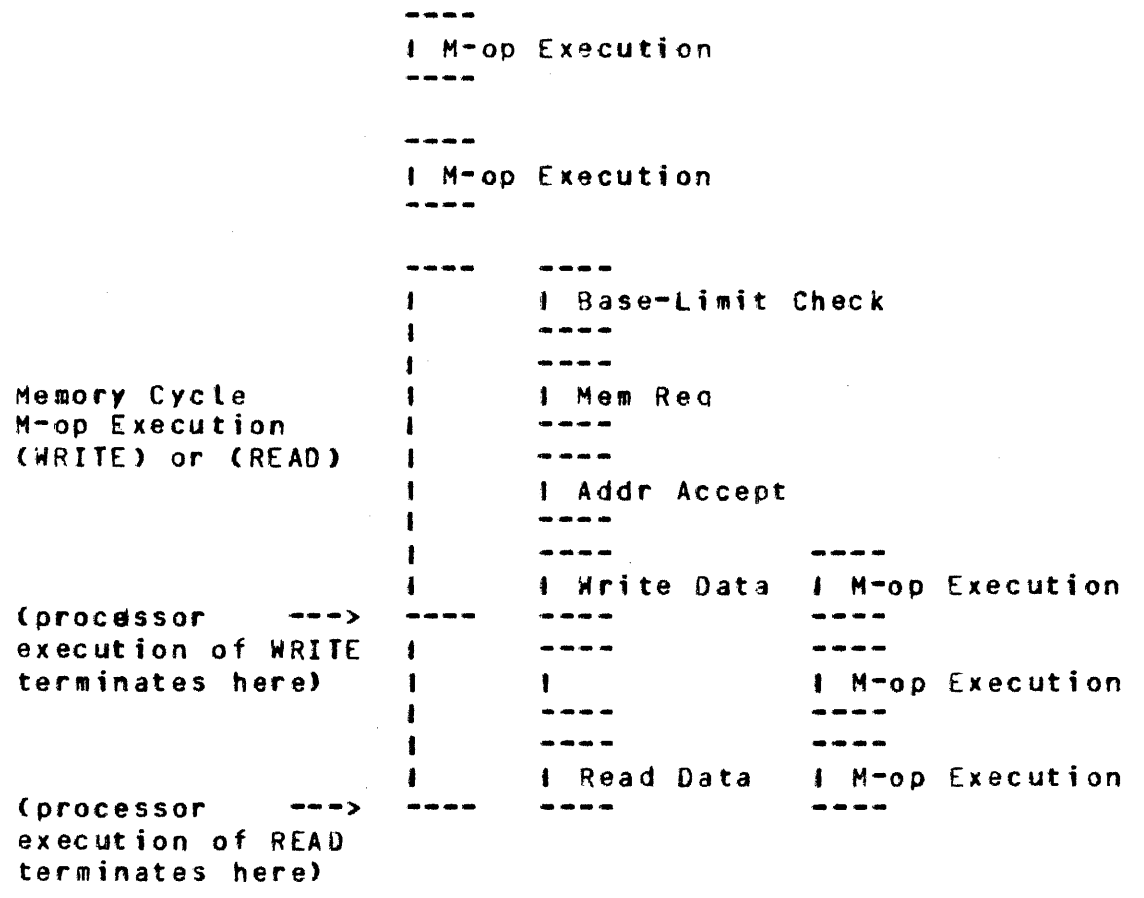 ----
| M-op Execution
----
----
| M-op Execution
----
---- ----
| | Base-Limit Check
| ----
| ----
Memory Cycle | | Mem Req
M-op Execution | ----
(WRITE) or (READ) | ----
| | Addr Accept
| ----
| ---- ----
| | Write Data | M-op Execution
(processor ---> ---- ---- ----
execution of WRITE | ---- ----
terminates here) | | | M-op Execution
| ---- ----
| ---- ----
| | Read Data | M-op Execution
(processor ---> ---- ---- ----
execution of READ
terminates here)